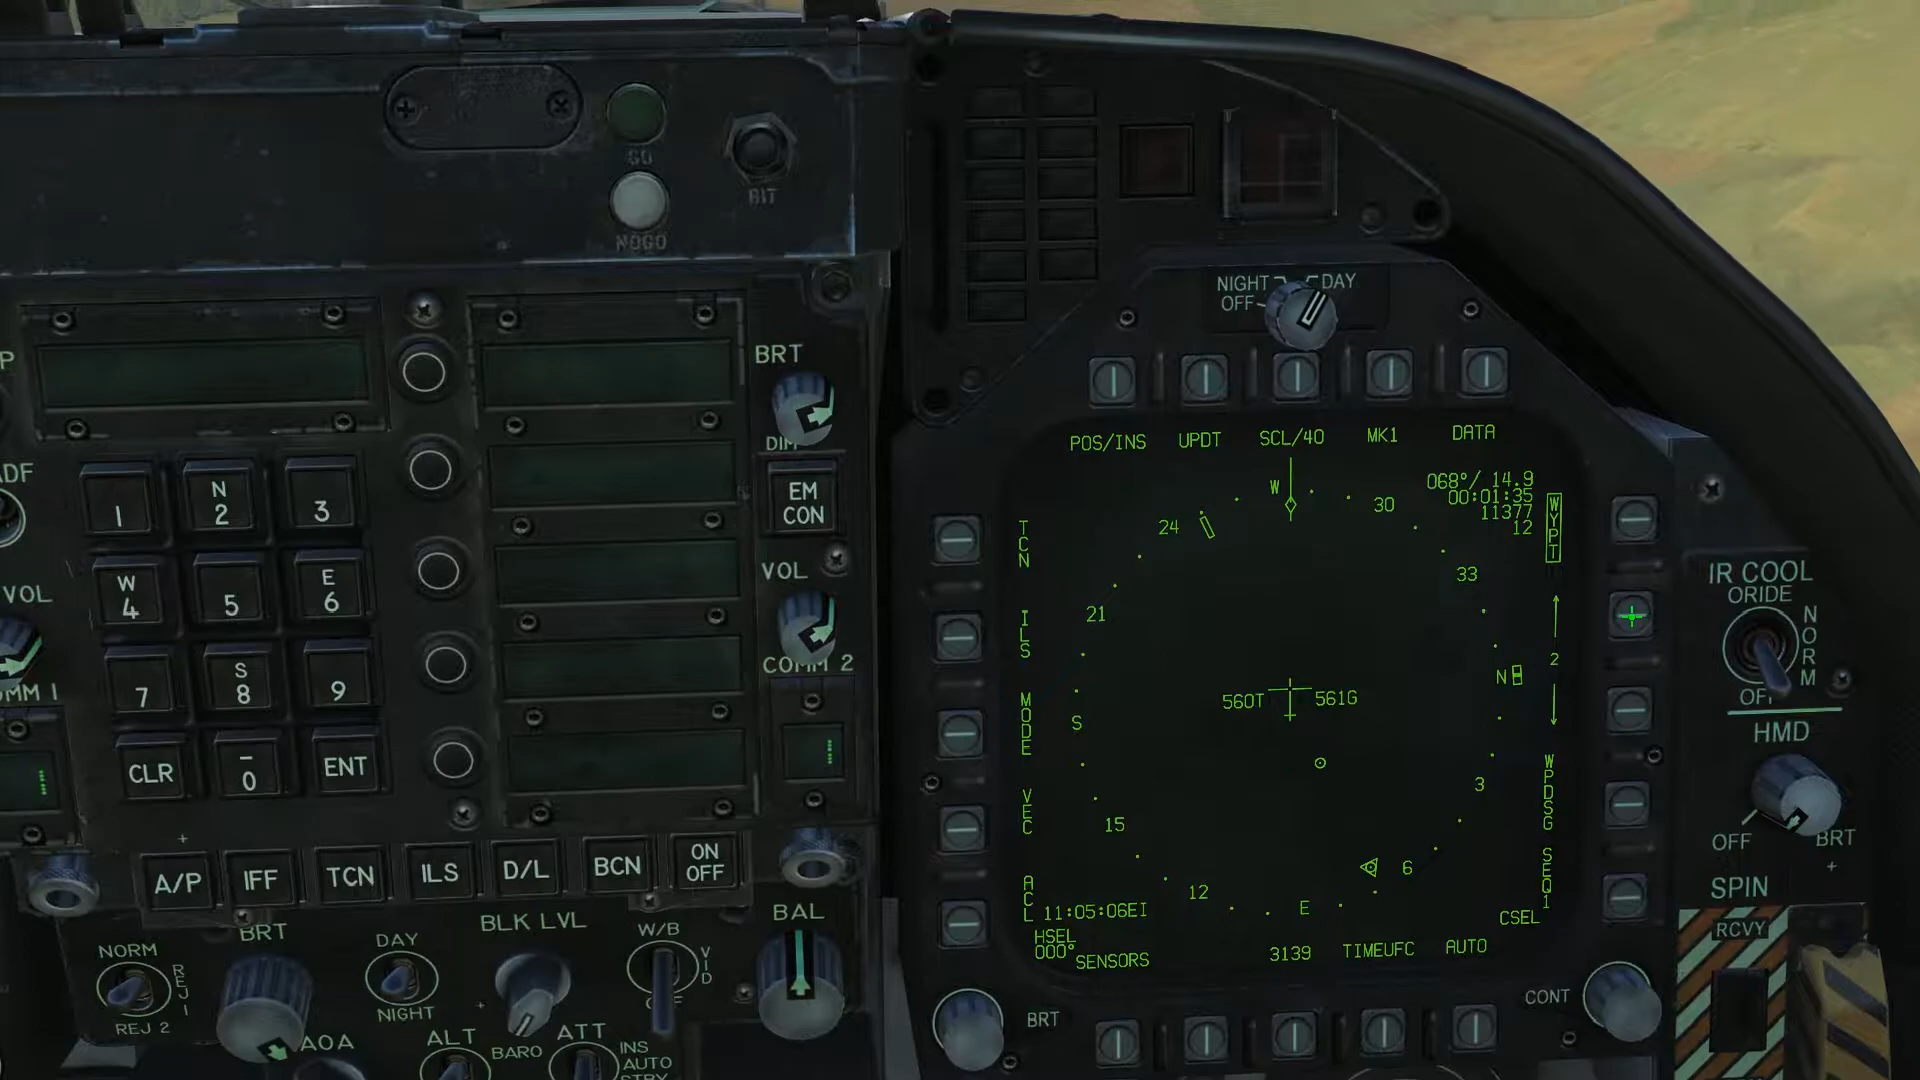 GO
BIT
NOGO
P
BRT
DIM
ADF
1
N
2
3
EM
CON
VOL
W
4
5
E
6
VOL
COMM 2
7
S
8
9
COMM 1
CLR
–
0
ENT
+
A/P
IFF
TCN
ILS
D/L
BCN
ON
OFF
NORM
REJ 1
REJ 2
BRT
DAY
NIGHT
BLK LVL
+
W/B
VID
OFF
BAL
AOA
ALT
BARO
ATT
INS
AUTO
STBY
NIGHT
DAY
OFF
POS/INS
UPDT
SCL/40
MK1
DATA
068°/ 14.9
00:01:35
11377
12
WYPT
W
30
24
33
21
N
2
560T
561G
S
3
15
6
12
E
TCN
ILS
MODE
VEC
ACL
WPDSG
SEQ1
11:05:06EI
HSEL
000°
SENSORS
3139
TIMEUFC
AUTO
CSEL
BRT
CONT
IR COOL
ORIDE
NORM
OFF
HMD
OFF
BRT
+
SPIN
RCVY